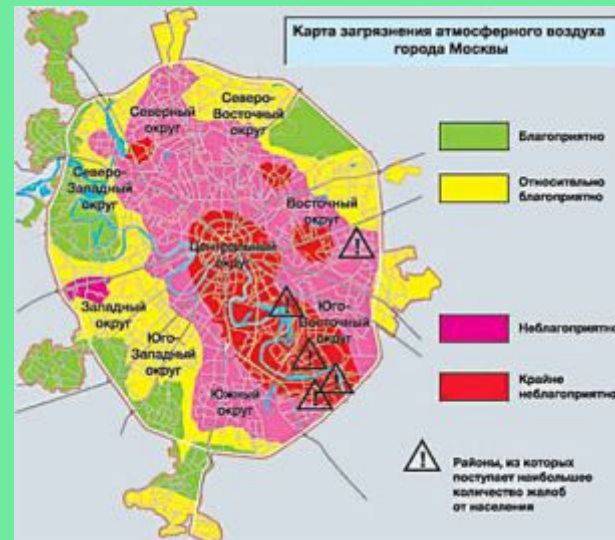 Карта загрязнения атмосферного воздуха
города Москвы
Северо-
Восточный
округ
Северный
округ
Северо-
Западный
округ
Восточный
округ
Центральный
округ
Западный
округ
Юго-
Западный
округ
Юго-
Восточный
округ
Южный
округ
Благоприятно
Относительно
благоприятно
Неблагоприятно
Крайне
неблагоприятно
Районы, из которых
поступает наибольшее
количество жалоб
от населения